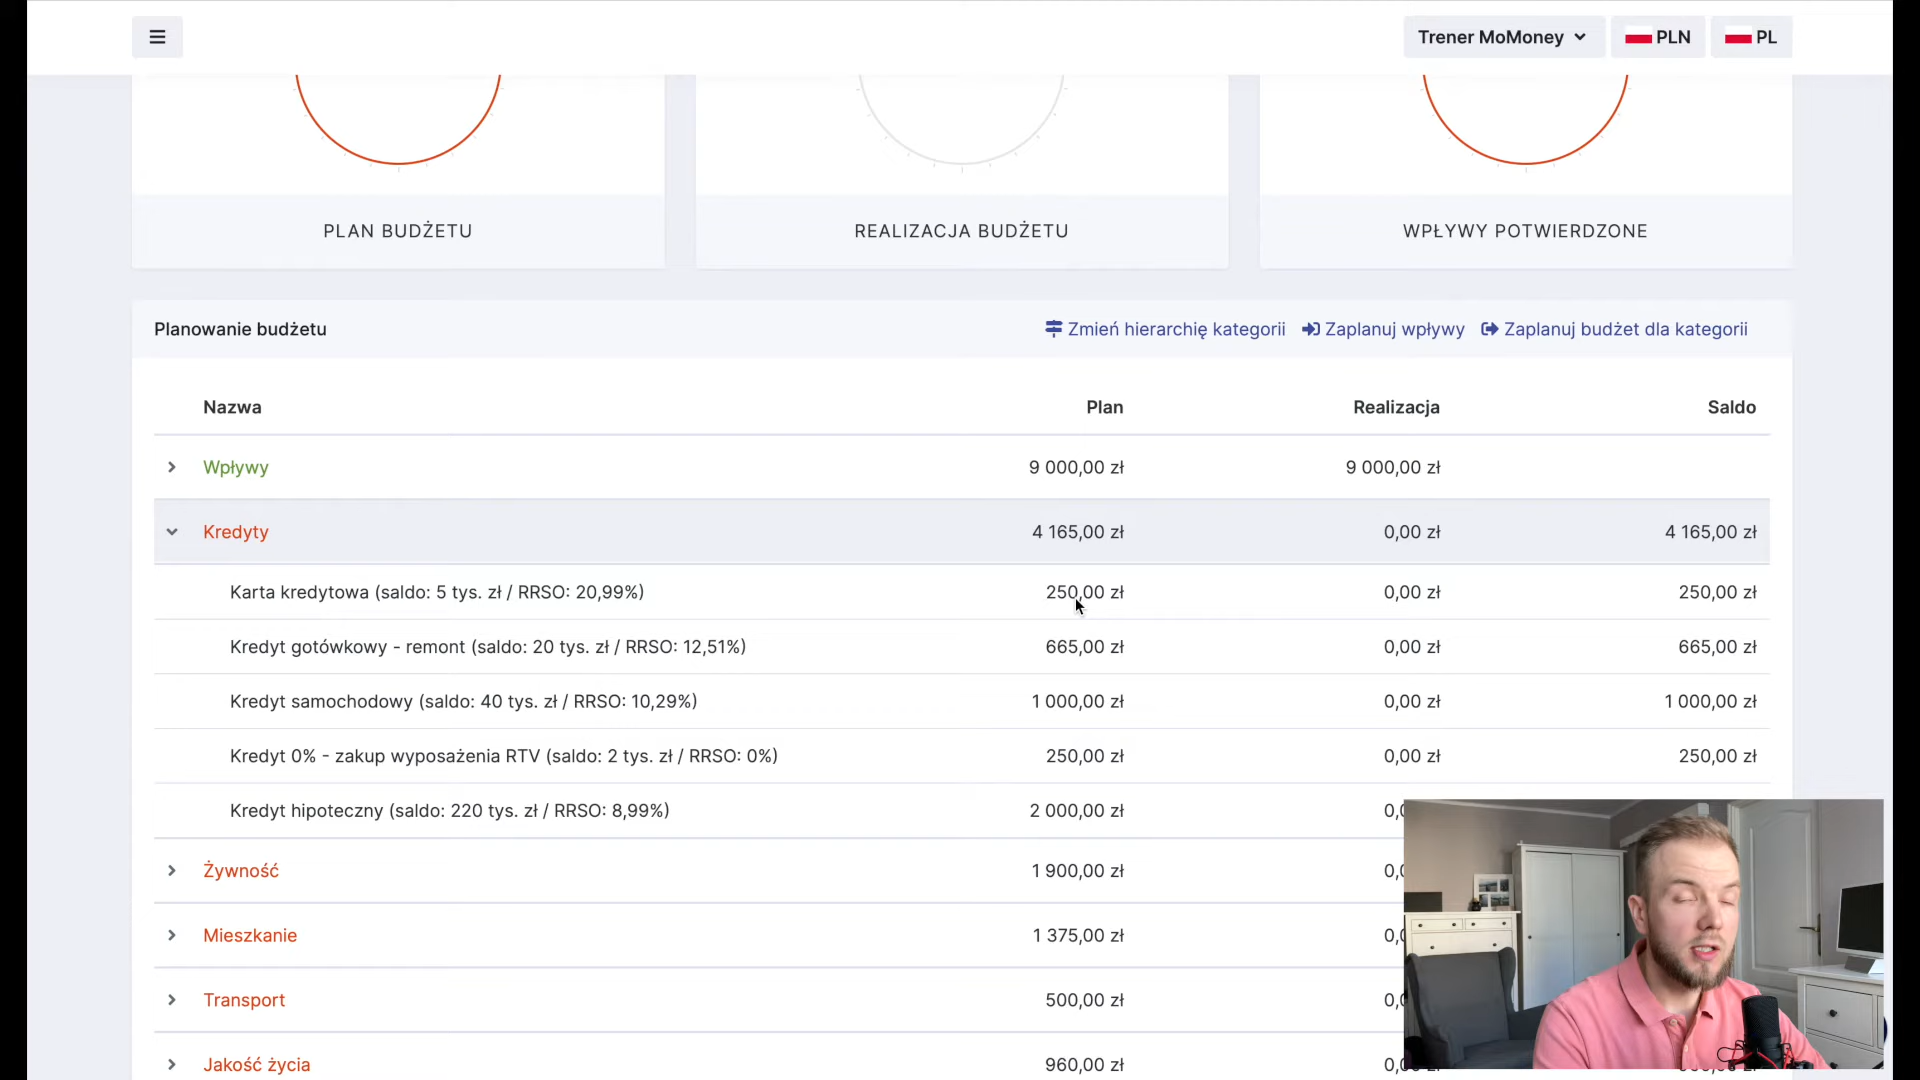 Trener MoMoney PLN PL
PLAN BUDŻETU REALIZACJA BUDŻETU WPŁYWY POTWIERDZONE
Planowanie budżetu Zmień hierarchię kategorii Zaplanuj wpływy Zaplanuj budżet dla kategorii
Nazwa Plan Realizacja Saldo
Wpływy 9 000,00 zł 9 000,00 zł
Kredyty 4 165,00 zł 0,00 zł 4 165,00 zł
Karta kredytowa (saldo: 5 tys. zł / RRSO: 20,99%) 250,00 zł 0,00 zł 250,00 zł
Kredyt gotówkowy - remont (saldo: 20 tys. zł / RRSO: 12,51%) 665,00 zł 0,00 zł 665,00 zł
Kredyt samochodowy (saldo: 40 tys. zł / RRSO: 10,29%) 1 000,00 zł 0,00 zł 1 000,00 zł
Kredyt 0% - zakup wyposażenia RTV (saldo: 2 tys. zł / RRSO: 0%) 250,00 zł 0,00 zł 250,00 zł
Kredyt hipoteczny (saldo: 220 tys. zł / RRSO: 8,99%) 2 000,00 zł
Żywność 1 900,00 zł
Mieszkanie 1 375,00 zł
Transport 500,00 zł
Jakość życia 960,00 zł